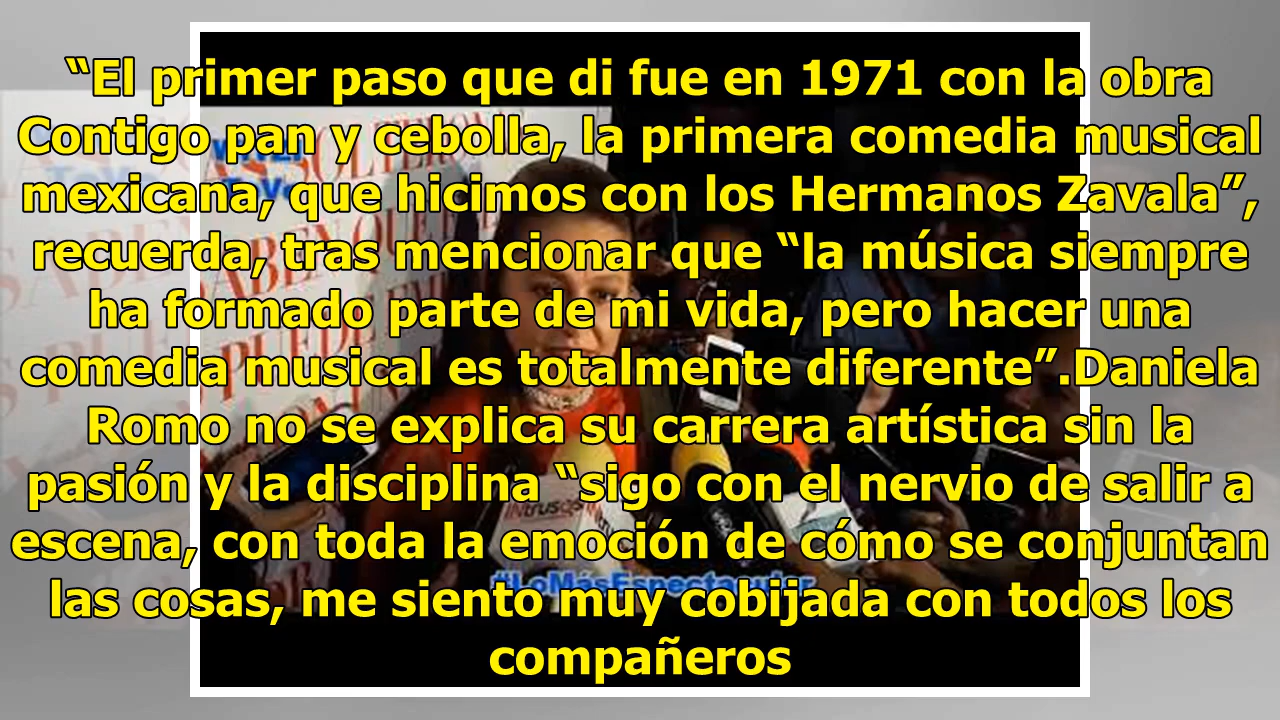 “El primer paso que di fue en 1971 con la obra
Contigo pan y cebolla, la primera comedia musical
mexicana, que hicimos con los Hermanos Zavala”,
recuerda, tras mencionar que “la música siempre
ha formado parte de mi vida, pero hacer una
comedia musical es totalmente diferente”.Daniela
Romo no se explica su carrera artística sin la
pasión y la disciplina “sigo con el nervio de salir a
escena, con toda la emoción de cómo se conjuntan
las cosas, me siento muy cobijada con todos los
compañeros
INtrusos
#LoMásEspectacular